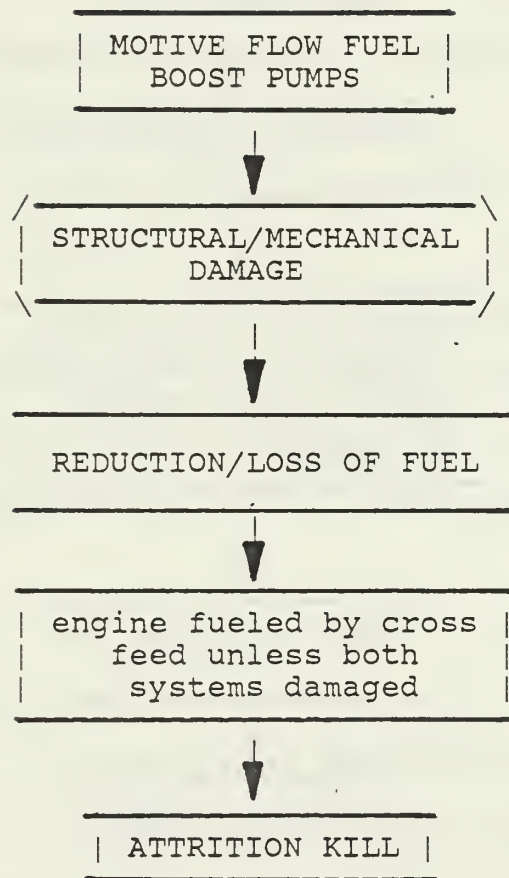 MOTIVE FLOW FUEL
BOOST PUMPS
STRUCTURAL/MECHANICAL
DAMAGE
REDUCTION/LOSS OF FUEL
engine fueled by cross
feed unless both
systems damaged
ATTRITION KILL